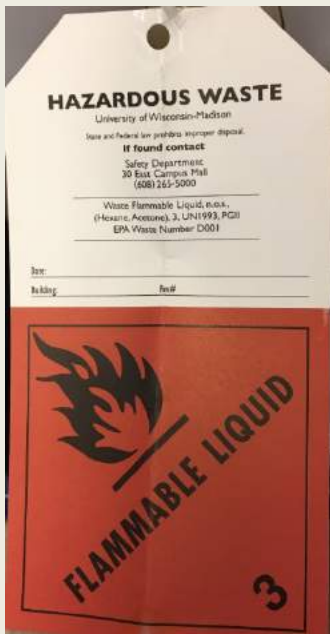 HAZARDOUS WASTE
University of Wisconsin-Madison
State and Federal law prohibits improper disposal.
If found contact
Safety Department
30 East Campus Mall
(608) 265-5000
Waste Flammable Liquid, n.o.s.,
(Hexane, Acetone), 3, UN1993, PGII
EPA Waste Number D001
Date:
Building: Rm#
FLAMMABLE LIQUID
3